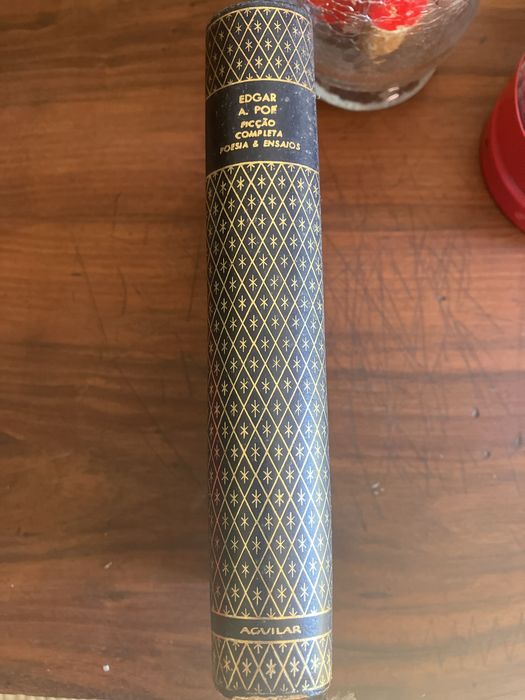 EDGAR
A. POE
FICÇÃO
COMPLETA
POESIA & ENSAIOS
AGUILAR